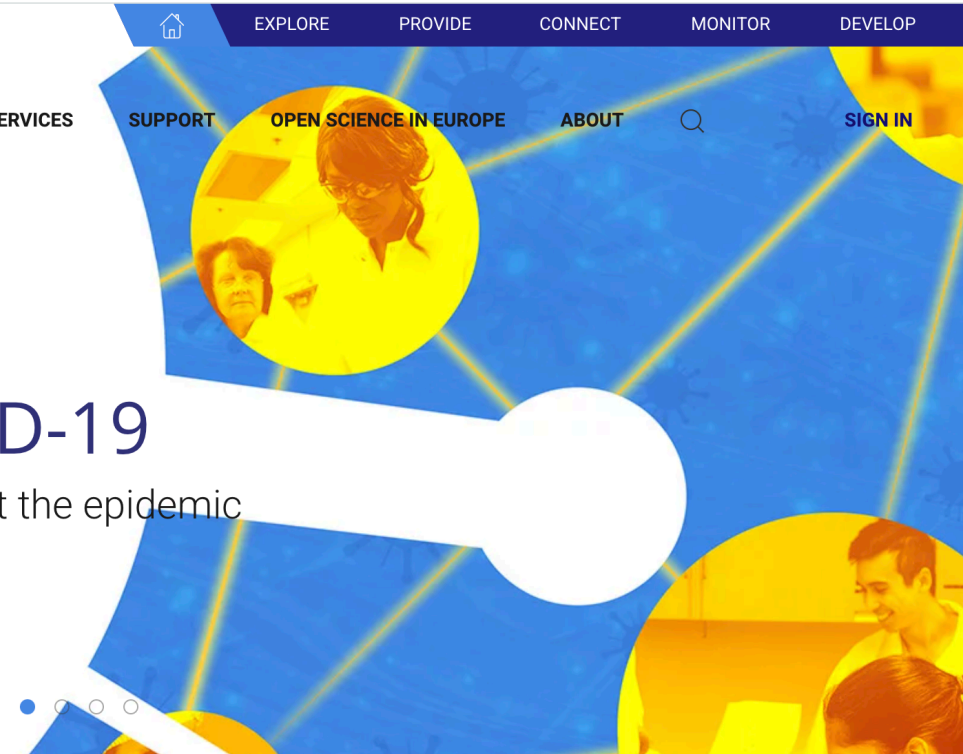 EXPLORE PROVIDE CONNECT MONITOR DEVELOP
ERVICES SUPPORT OPEN SCIENCE IN EUROPE ABOUT SIGN IN
D-19
t the epidemic